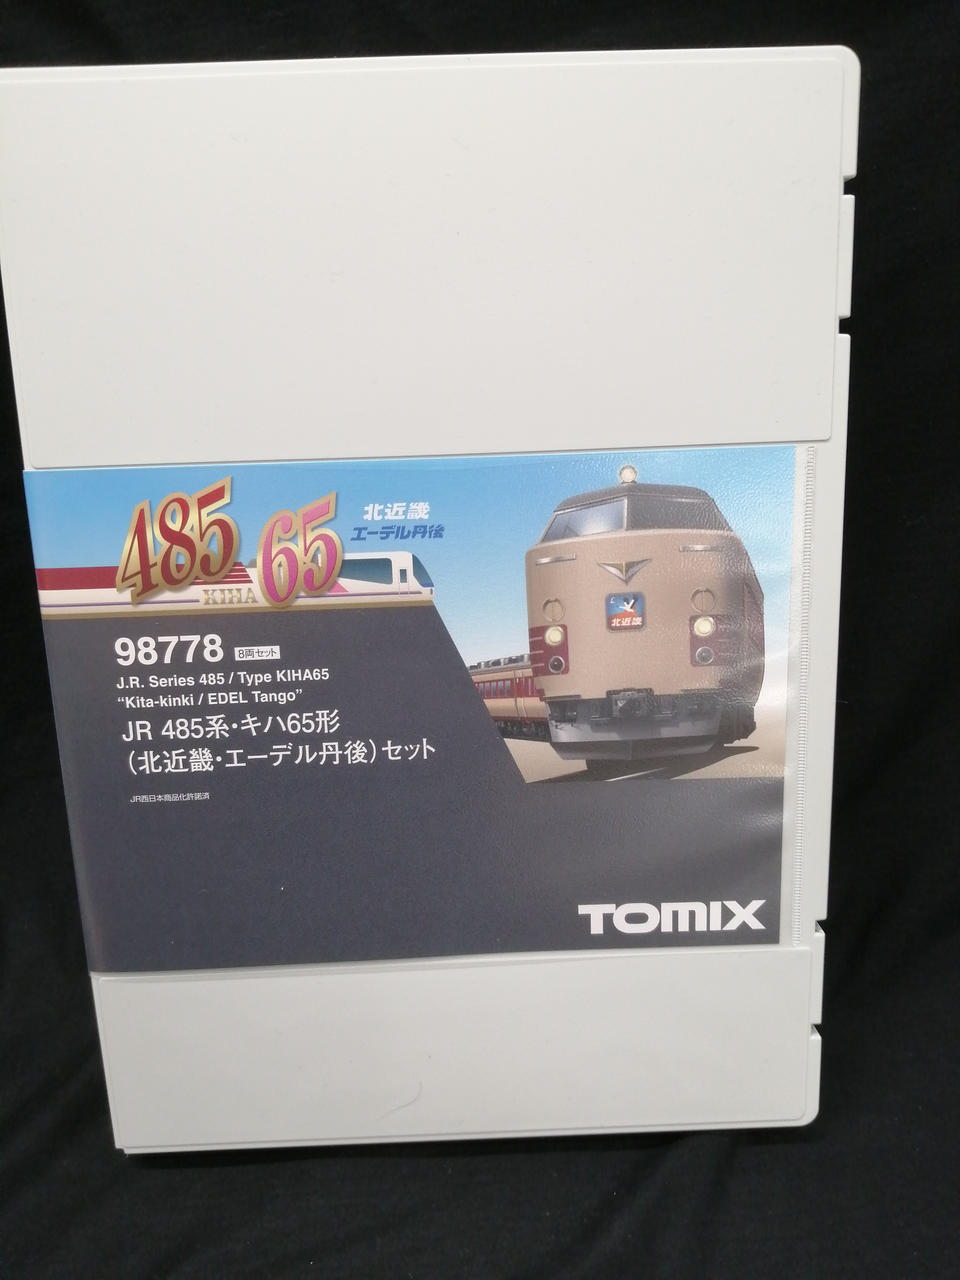 485
KIHA 65
北近畿
エーデル丹後
北近畿
98778 8両セット
J.R. Series 485 / Type KIHA65
“Kita-kinki / EDEL Tango”
JR 485系・キハ65形
(北近畿・エーデル丹後)セット
JR西日本商品化許諾済
TOMIX